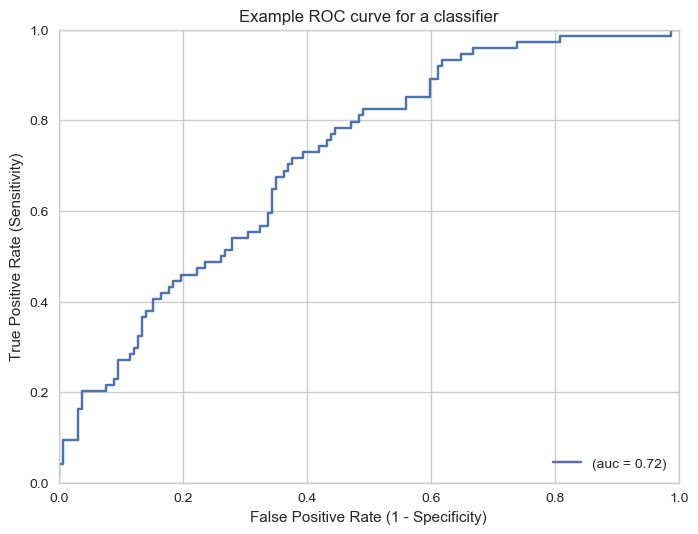 Example ROC curve for a classifier
True Positive Rate (Sensitivity)
1.0
0.8
0.6
0.4
0.2
0.0
(auc = 0.72)
0.0 0.2 0.4 0.6 0.8 1.0
False Positive Rate (1 - Specificity)